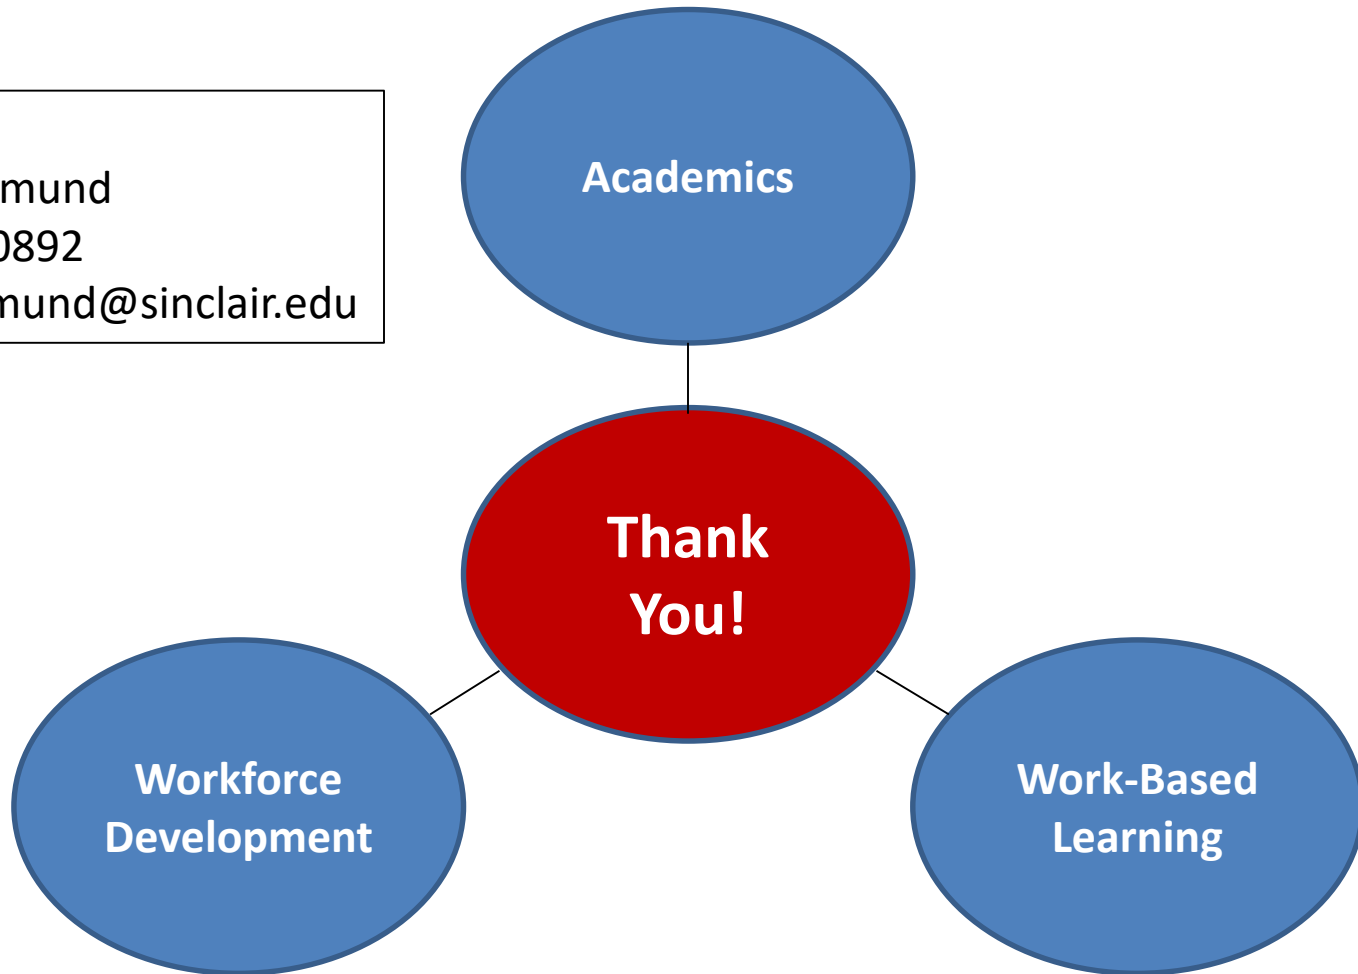 mund
0892
mund@sinclair.edu
Academics
Thank
You!
Workforce
Development
Work-Based
Learning